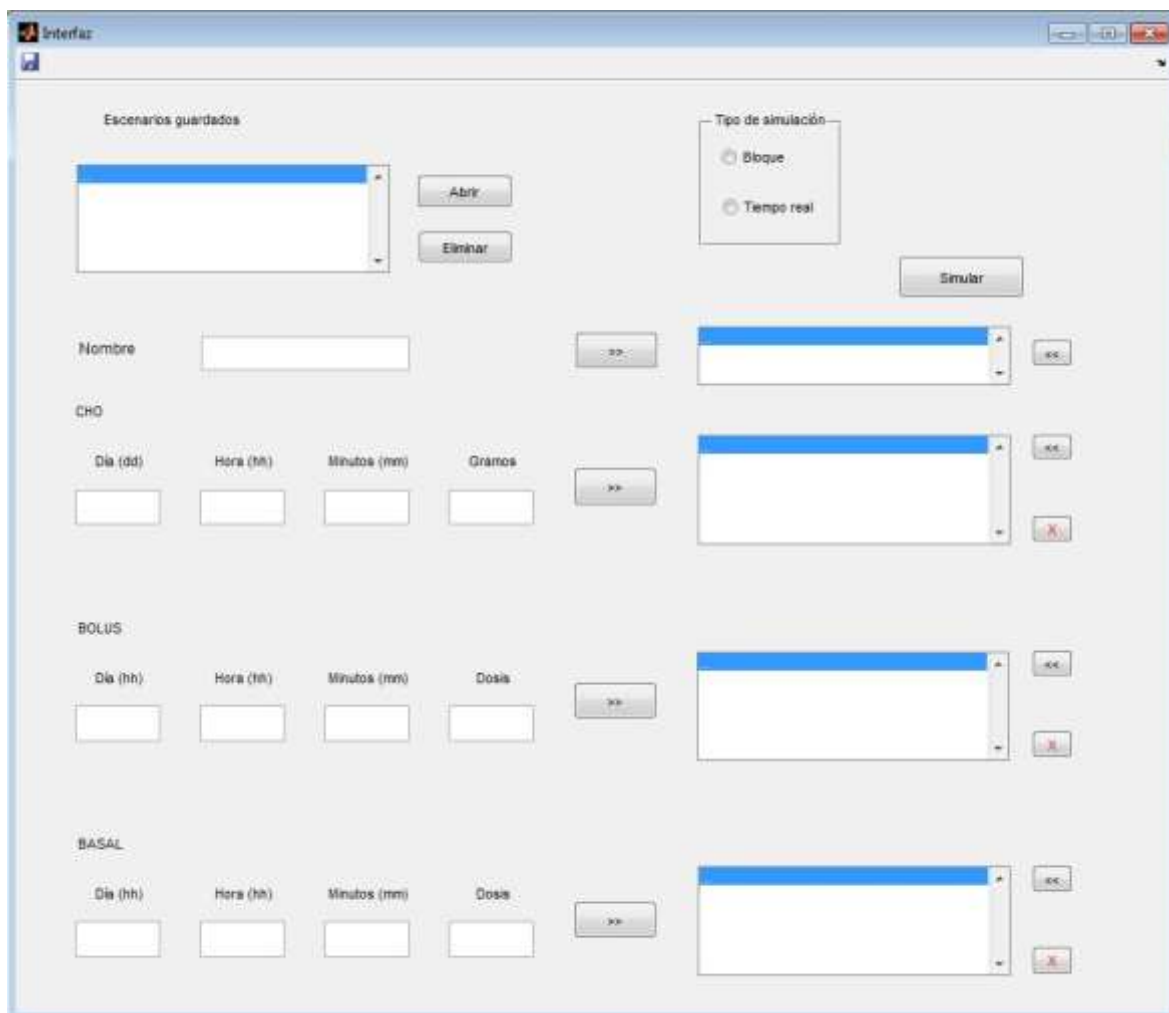 Interfaz
Escenarios guardados
Tipo de simulación
Bloque
Abrir
Tiempo real
Eliminar
Simular
Nombre
>>
<<
CHO
Día (dd) Hora (hh) Minutos (mm) Gramos
<<
>>
X
BOLUS
Día (hh) Hora (hh) Minutos (mm) Dosis
<<
>>
X
BASAL
Día (hh) Hora (hh) Minutos (mm) Dosis
<<
>>
X